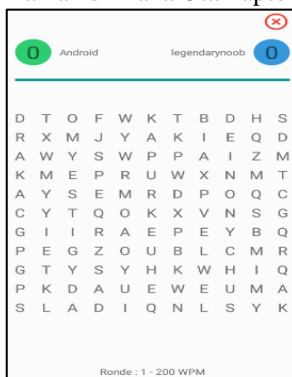 0 Android legendarynoob 0
D T O F W K T B D H S
R X M J Y A K I E Q D
A W Y S W P P A I Z M
K M E P R U W X N M T
A Y S E M R D P O Q C
C Y T Q O K X V N S G
G I I R A E P E Y B Q
P E G Z O U B L C M R
G T Y S Y H K W H I Q
P K D A U E W E U M A
S L A D I Q N L S Y K
Ronde : 1 - 200 WPM